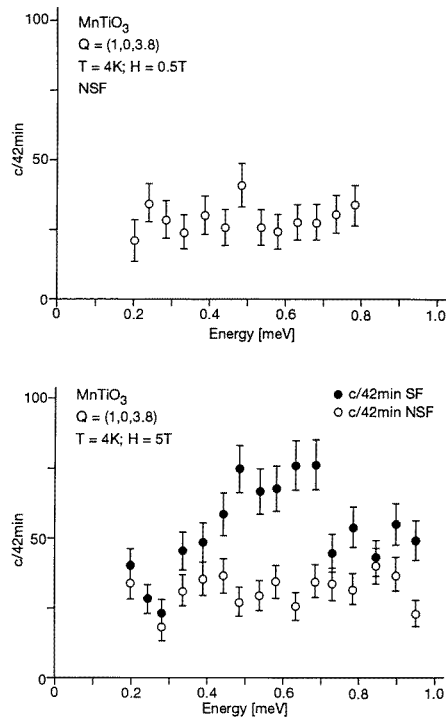 MnTiO3
Q = (1,0,3.8)
T = 4K; H = 0.5T
NSF
100
50
0
c/42min
0 0.2 0.4 0.6 0.8 1.0
Energy [meV]
MnTiO3
Q = (1,0,3.8)
T = 4K; H = 5T
● c/42min SF
○ c/42min NSF
100
50
0
c/42min
0 0.2 0.4 0.6 0.8 1.0
Energy [meV]